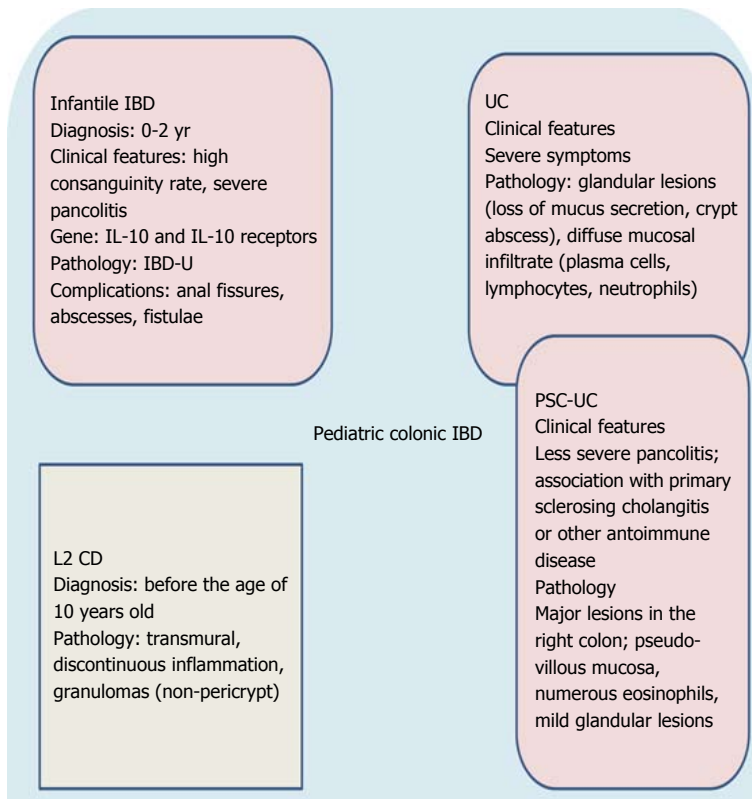 Infantile IBD
Diagnosis: 0-2 yr
Clinical features: high
consanguinity rate, severe
pancolitis
Gene: IL-10 and IL-10 receptors
Pathology: IBD-U
Complications: anal fissures,
abscesses, fistulae
UC
Clinical features
Severe symptoms
Pathology: glandular lesions
(loss of mucus secretion, crypt
abscess), diffuse mucosal
infiltrate (plasma cells,
lymphocytes, neutrophils)
Pediatric colonic IBD
L2 CD
Diagnosis: before the age of
10 years old
Pathology: transmural,
discontinuous inflammation,
granulomas (non-pericrypt)
PSC-UC
Clinical features
Less severe pancolitis;
association with primary
sclerosing cholangitis
or other antoimmune
disease
Pathology
Major lesions in the
right colon; pseudo-
villous mucosa,
numerous eosinophils,
mild glandular lesions